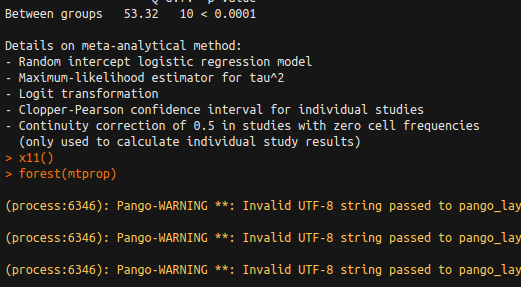 Between groups   53.32   10 < 0.0001

Details on meta-analytical method:
- Random intercept logistic regression model
- Maximum-likelihood estimator for tau^2
- Logit transformation
- Clopper-Pearson confidence interval for individual studies
- Continuity correction of 0.5 in studies with zero cell frequencies
  (only used to calculate individual study results)
> x11()
> forest(mtprop)

(process:6346): Pango-WARNING **: Invalid UTF-8 string passed to pango_lay

(process:6346): Pango-WARNING **: Invalid UTF-8 string passed to pango_lay

(process:6346): Pango-WARNING **: Invalid UTF-8 string passed to pango_lay